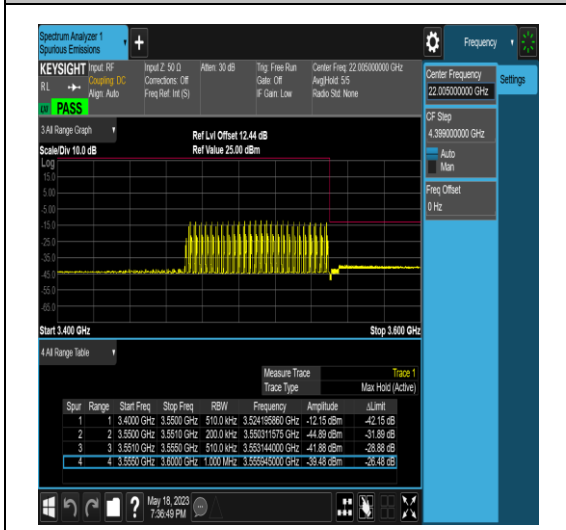 Spectrum Analyzer 1
Spurious Emissions
Frequency
KEYSIGHT
Input: RF
Input Z: 50 Ω
Atten: 30 dB
Trig: Free Run
Center Freq: 22.005000000 GHz
RL
Coupling: DC
Corrections: Off
Gate: Off
Avg|Hold: 5/5
Align: Auto
Freq Ref: Int (S)
IF Gain: Low
Radio Std: None
PASS
Center Frequency
22.005000000 GHz
Settings
CF Step
4.399000000 GHz
Auto
Man
Freq Offset
0 Hz
3 All Range Graph
Ref Lvl Offset 12.44 dB
Scale/Div 10.0 dB
Ref Value 25.00 dBm
Log
15.0
5.00
-5.00
-15.0
-25.0
-35.0
-45.0
-55.0
-65.0
Start 3.400 GHz
Stop 3.600 GHz
4 All Range Table
Measure Trace Trace 1
Trace Type Max Hold (Active)
Spur Range Start Freq Stop Freq RBW Frequency Amplitude ΔLimit
1 1 3.4000 GHz 3.5500 GHz 510.0 kHz 3.524195860 GHz -12.15 dBm -42.15 dB
2 2 3.5500 GHz 3.5510 GHz 200.0 kHz 3.550311575 GHz -44.89 dBm -31.89 dB
3 3 3.5510 GHz 3.5550 GHz 510.0 kHz 3.553144000 GHz -41.88 dBm -28.88 dB
4 4 3.5550 GHz 3.6000 GHz 1.000 MHz 3.555945000 GHz -39.48 dBm -26.48 dB
May 18, 2023
7:36:49 PM